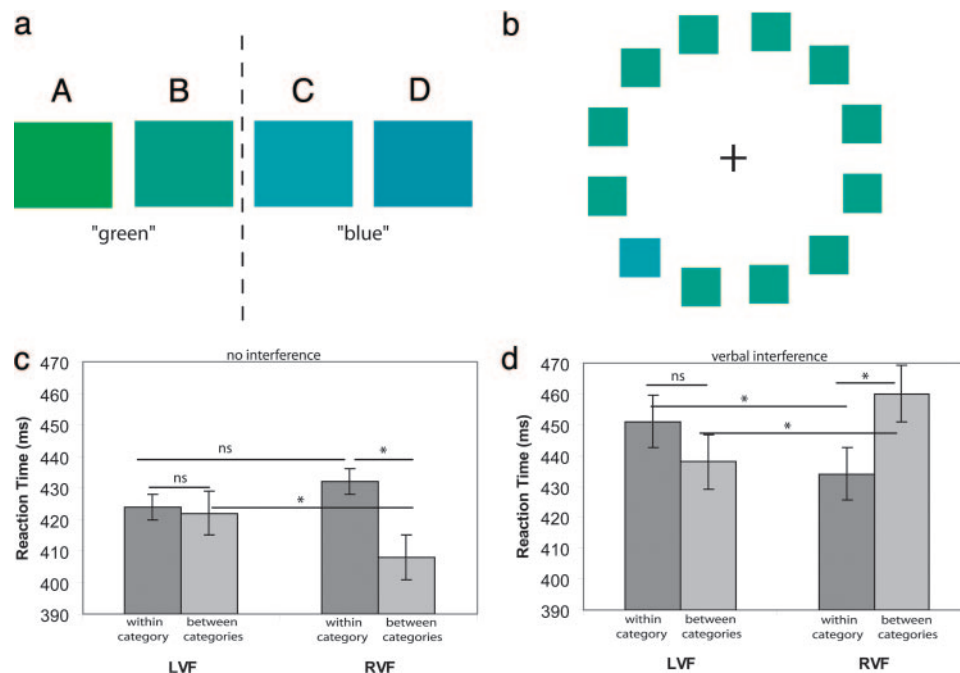 a
A B C D
"green" "blue"
b
c
no interference
470
460
450
440
430
420
410
400
390
Reaction Time (ms)
ns
ns
*
*
within category
between categories
within category
between categories
LVF RVF
d
verbal interference
470
460
450
440
430
420
410
400
390
Reaction Time (ms)
ns
*
*
*
within category
between categories
within category
between categories
LVF RVF